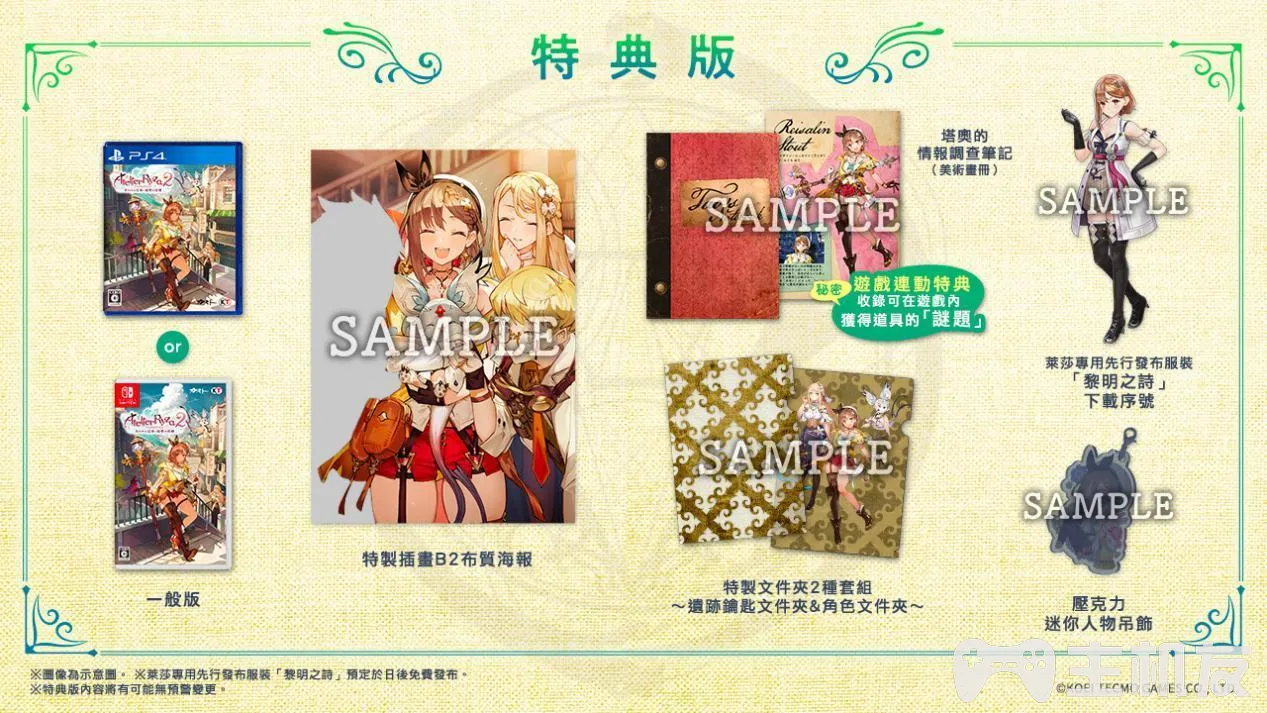 特典版
PS4
Atelier Ryza 2
KT
or
Atelier Ryza 2
KT
一般版
SAMPLE
特製插畫B2布質海報
Reisalin
Stout
SAMPLE
塔奧的
情報調查筆記
(美術畫冊)
秘密
遊戲連動特典
收錄可在遊戲內
獲得道具的「謎題」
SAMPLE
特製文件夾2種套組
～遺跡鑰匙文件夾&角色文件夾～
SAMPLE
萊莎專用先行發布服裝
「黎明之詩」
下載序號
SAMPLE
壓克力
迷你人物吊飾
※圖像為示意圖。 ※萊莎專用先行發布服裝「黎明之詩」預定於日後免費發布。
※特典版內容將有可能無預警變更。
主机友
©KOEI TECMO GAMES CO., LTD.